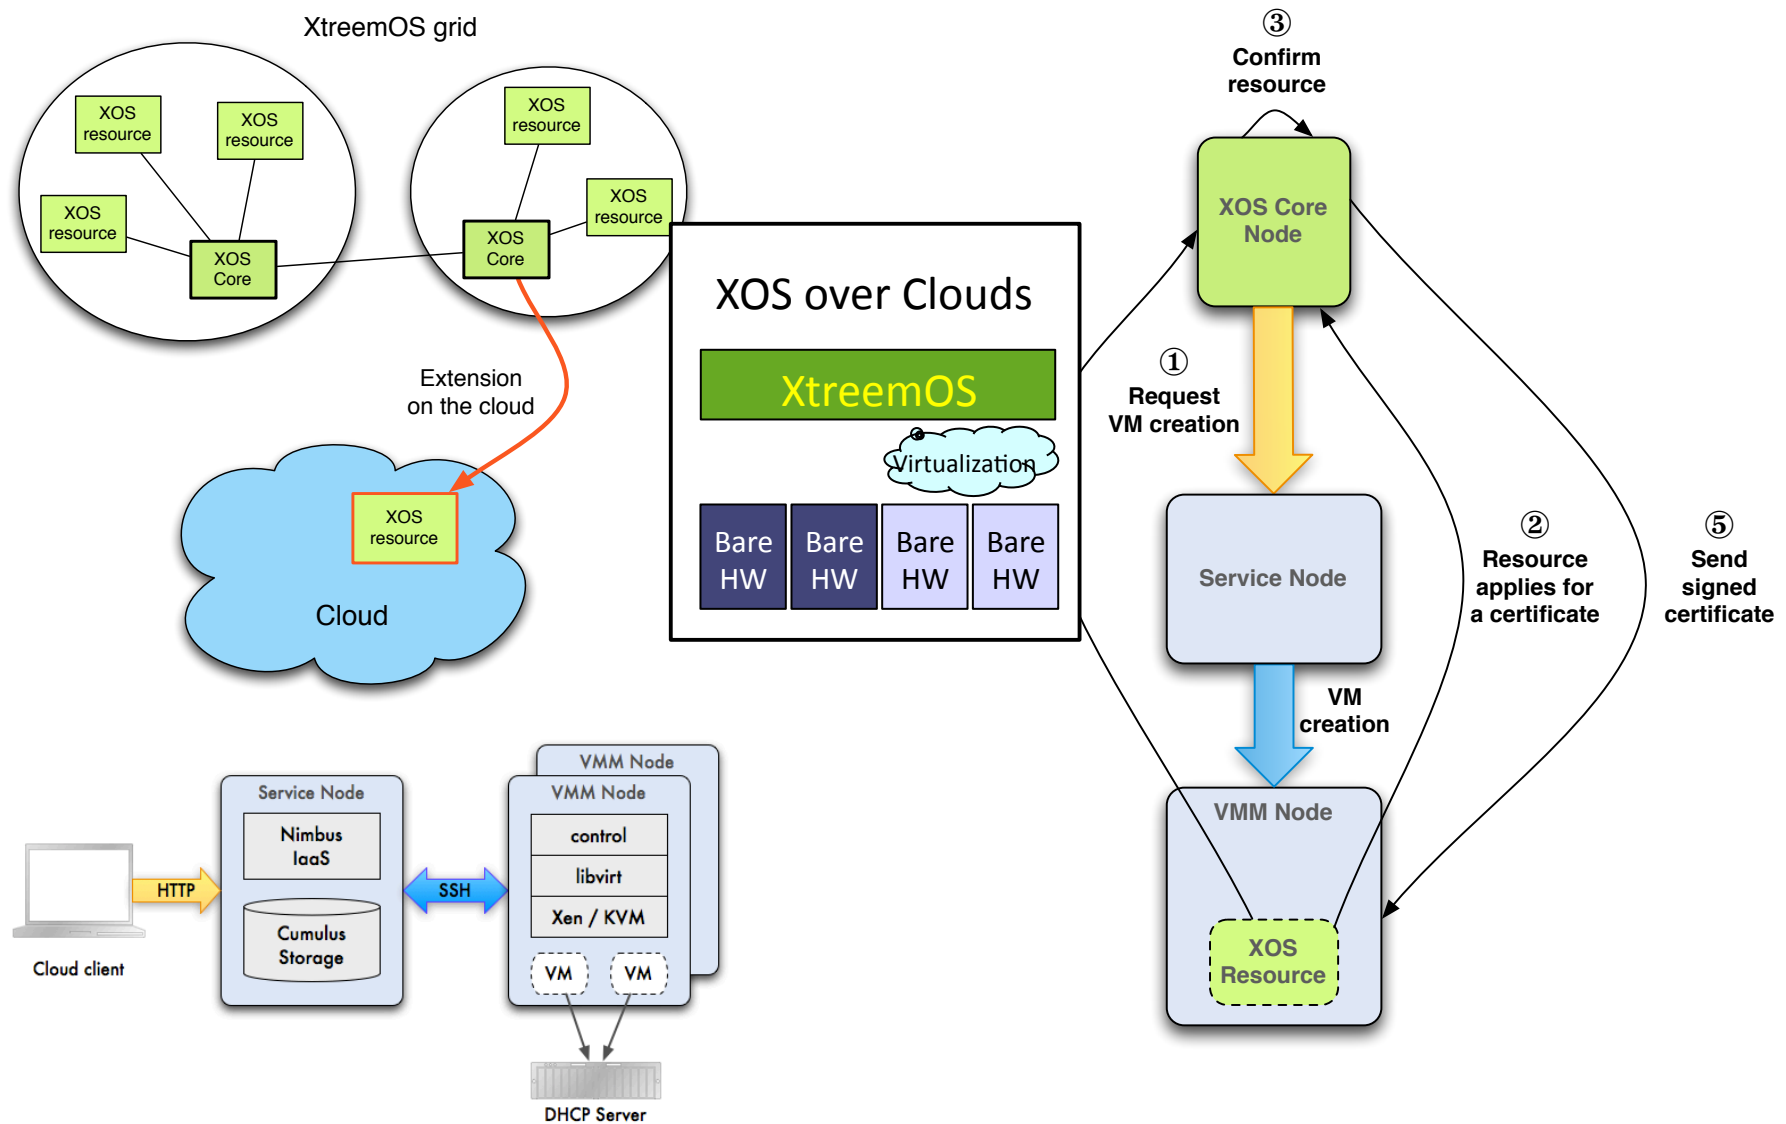 XtreemOS grid
XOS
resource
XOS
resource
XOS
resource
XOS
Core
XOS
resource
XOS
resource
XOS
Core
Extension
on the cloud
XOS
resource
Cloud
XOS over Clouds
XtreemOS
Virtualization
Bare
HW
Bare
HW
Bare
HW
Bare
HW
③
Confirm
resource
XOS Core
Node
①
Request
VM creation
Service Node
②
Resource
applies for
a certificate
⑤
Send
signed
certificate
VM
creation
VMM Node
XOS
Resource
Cloud client
HTTP
Service Node
Nimbus
IaaS
Cumulus
Storage
SSH
VMM Node
VMM Node
control
libvirt
Xen / KVM
VM
VM
DHCP Server